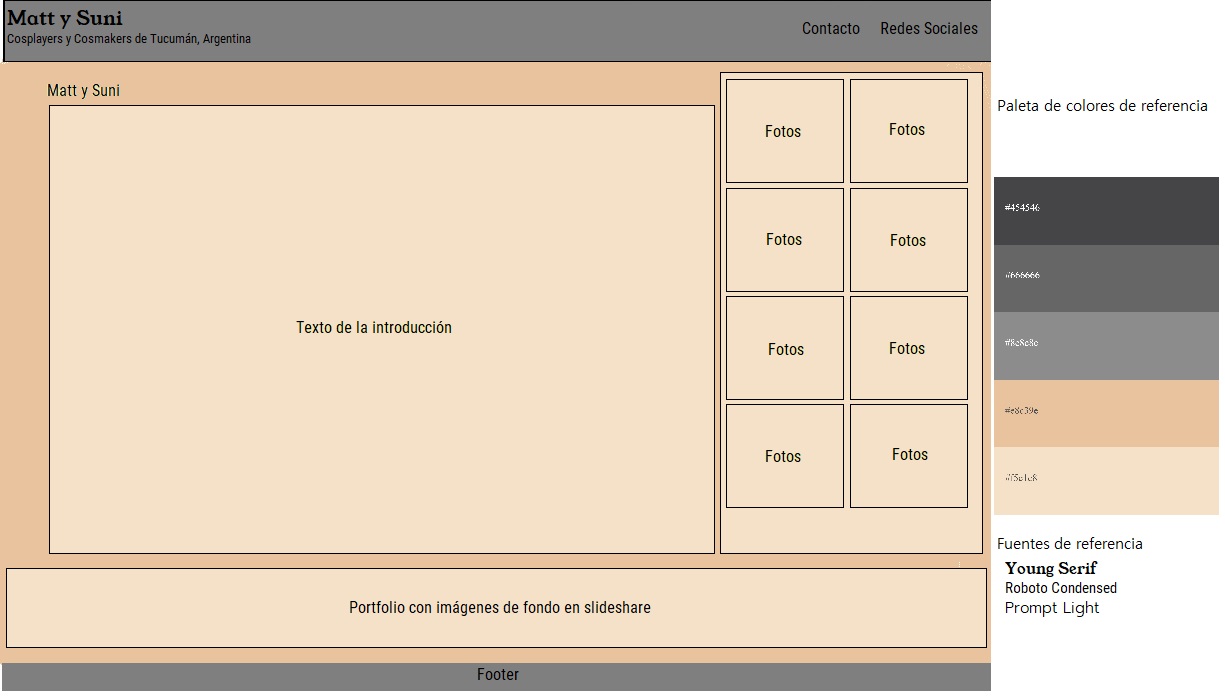 Matt y Suni
Cosplayers y Cosmakers de Tucumán, Argentina
Contacto
Redes Sociales
Matt y Suni
Texto de la introducción
Fotos
Fotos
Fotos
Fotos
Fotos
Fotos
Fotos
Fotos
Portfolio con imágenes de fondo en slideshare
Footer
Paleta de colores de referencia
#454546
#666666
#8c8c8c
#e8c39e
#f5e1c8
Fuentes de referencia
Young Serif
Roboto Condensed
Prompt Light